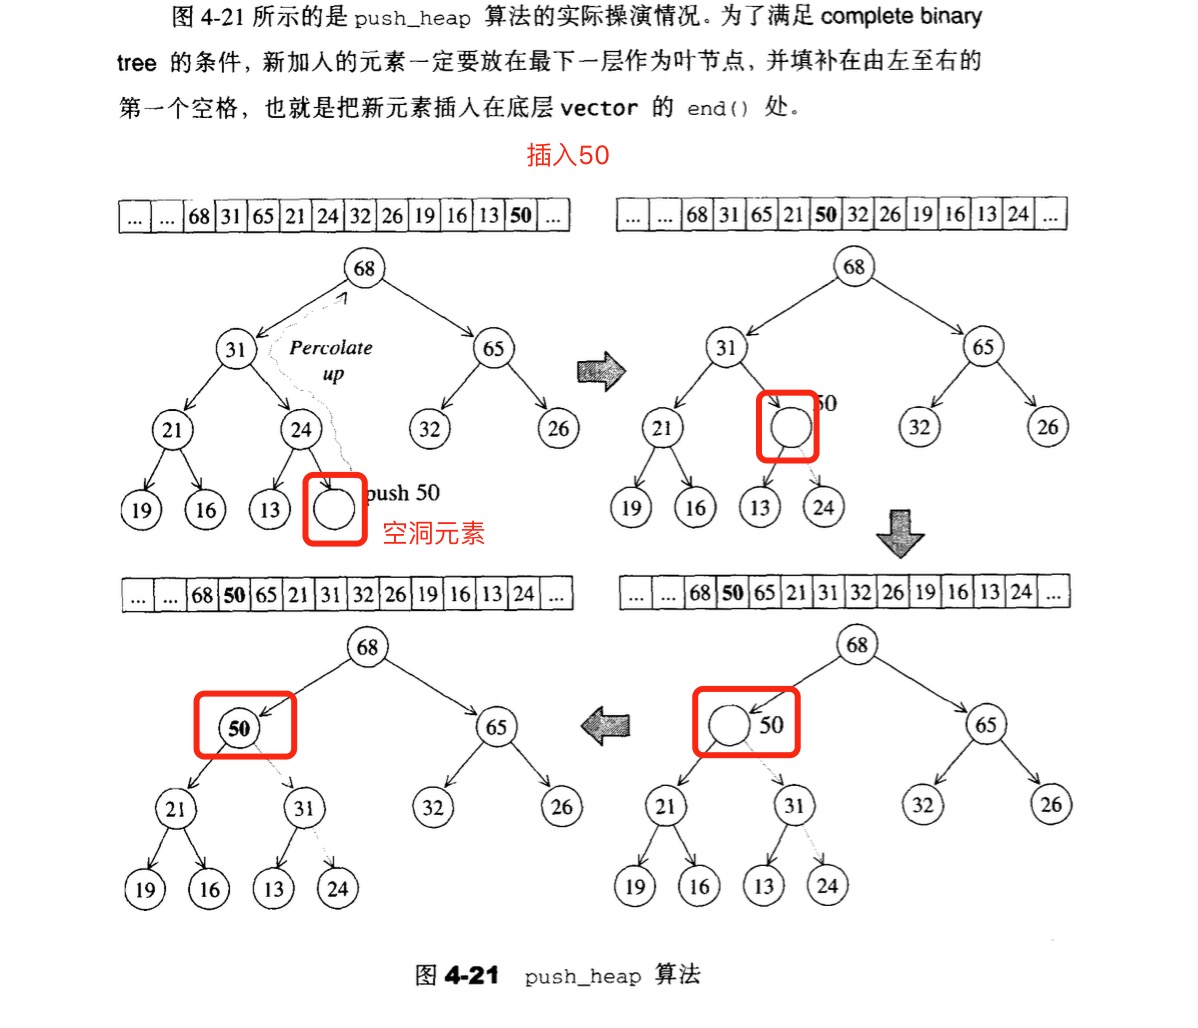 图 4-21 所示的是 push_heap 算法的实际操演情况。为了满足 complete binary
tree 的条件，新加人的元素一定要放在最下一层作为叶节点，并填补在由左至右的
第一个空格，也就是把新元素插入在底层 vector 的 end() 处。
插入50
... ... 68 31 65 21 24 32 26 19 16 13 50 ...
68
31 Percolate 65
up
21 24 32 26
19 16 13 push 50
空洞元素
... ... 68 31 65 21 50 32 26 19 16 13 24 ...
68
31 65
50
21 32 26
19 16 13 24
... ... 68 50 65 21 31 32 26 19 16 13 24 ...
68
50 65
21 31 32 26
19 16 13 24
... ... 68 50 65 21 31 32 26 19 16 13 24 ...
68
50 65
21 31 32 26
19 16 13 24
图 4-21 push_heap 算法